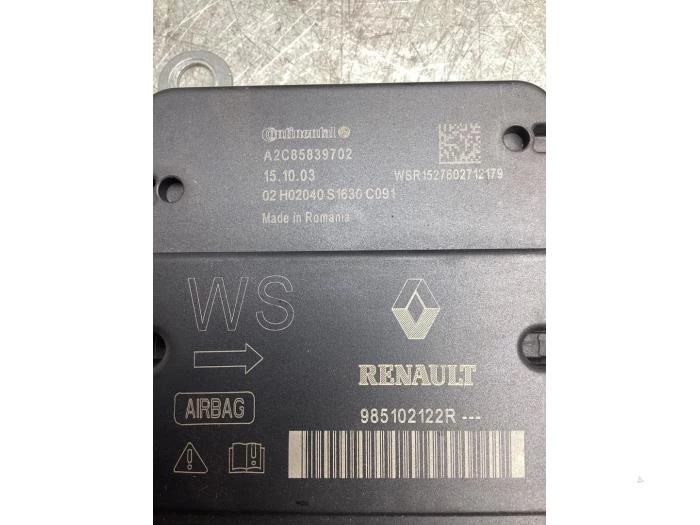 Continental
A2C85839702
15.10.03
WSR1527602712179
02 H02040 S1630 C091
Made in Romania
WS
RENAULT
AIRBAG
985102122R ---